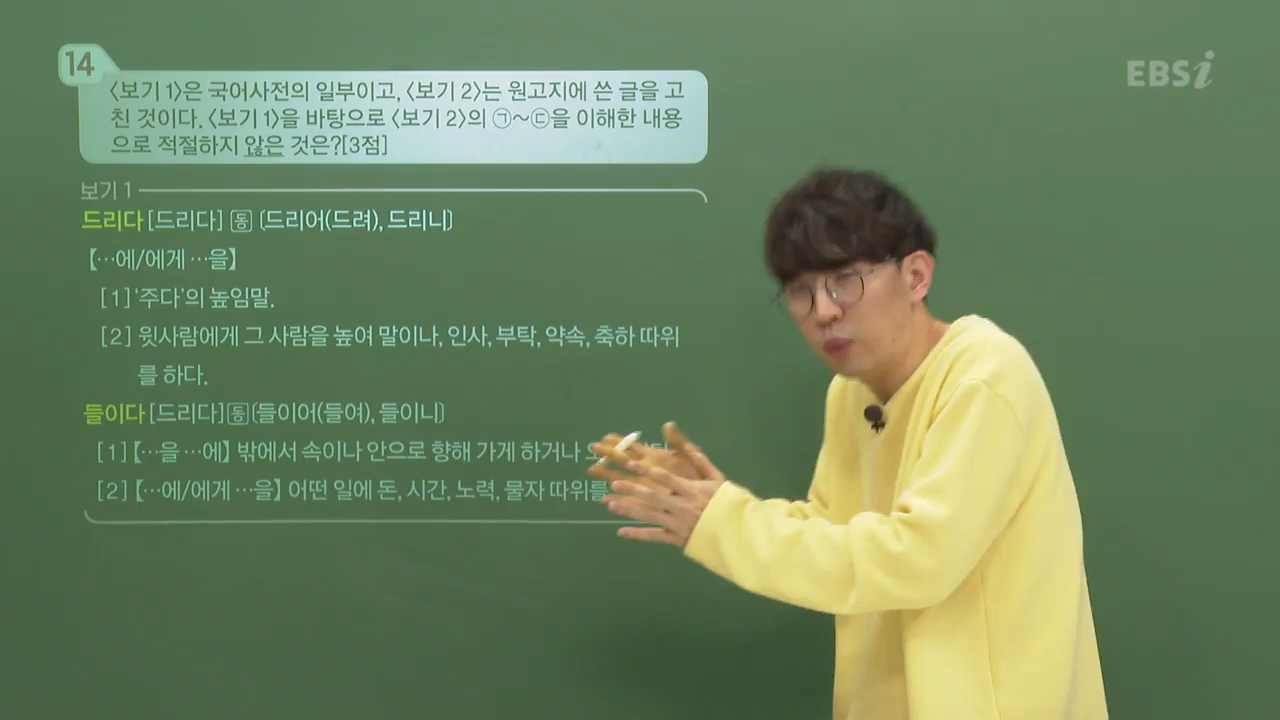 14
EBSi
〈보기 1〉은 국어사전의 일부이고, 〈보기 2〉는 원고지에 쓴 글을 고
친 것이다. 〈보기 1〉을 바탕으로 〈보기 2〉의 ㉠～㉢을 이해한 내용
으로 적절하지 않은 것은?[3점]
보기 1
드리다 [드리다] 동 〔드리어(드려), 드리니〕
【…에/에게 …을】
[1] ‘주다’의 높임말.
[2] 윗사람에게 그 사람을 높여 말이나, 인사, 부탁, 약속, 축하 따위
를 하다.
들이다 [드리다] 동 〔들이어(들여), 들이니〕
[1] 【…을 …에】 밖에서 속이나 안으로 향해 가게 하거나
[2] 【…에/에게 …을】 어떤 일에 돈, 시간, 노력, 물자 따위를